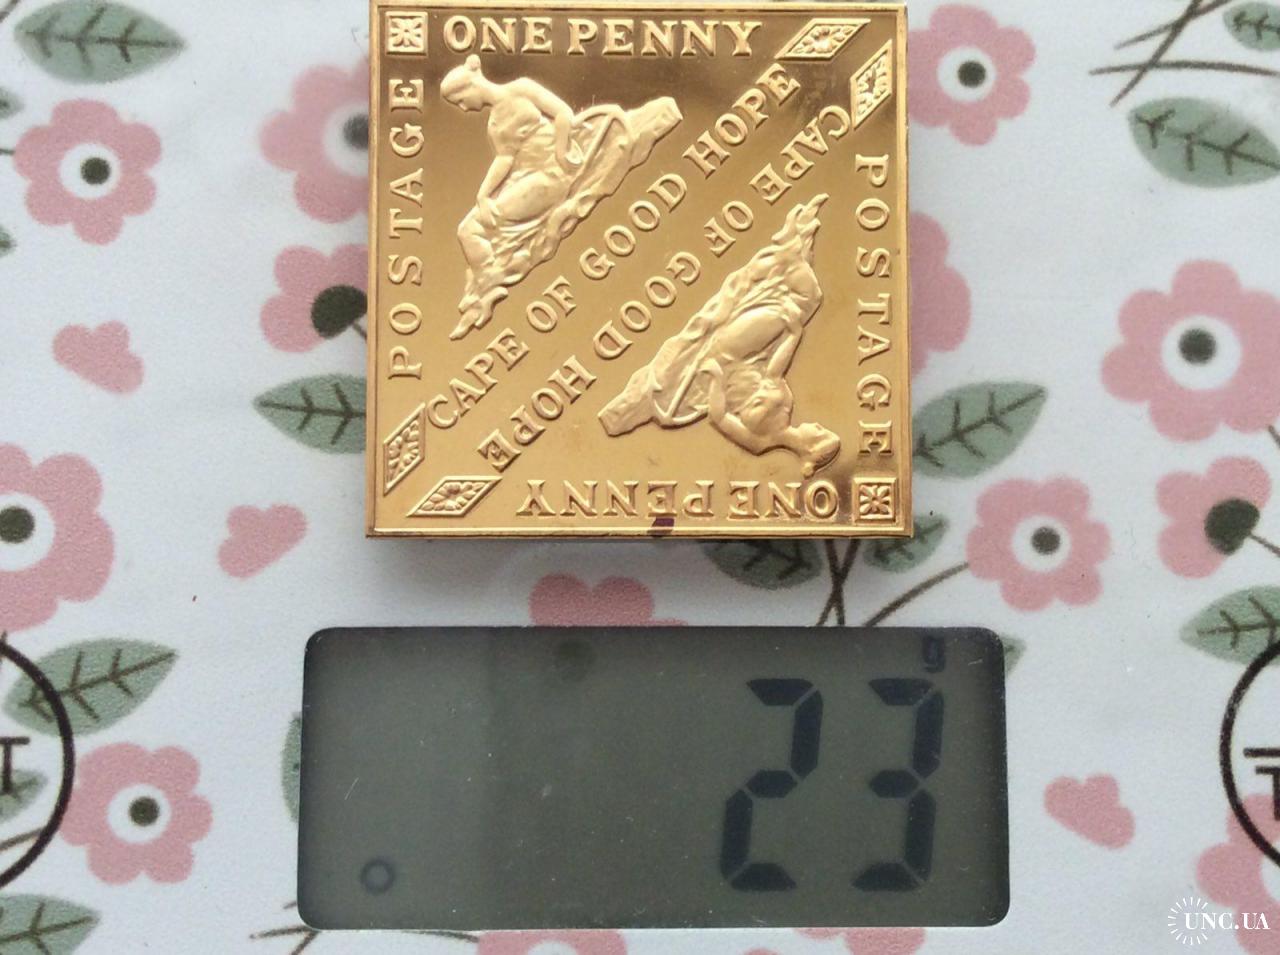 ONE PENNY
POSTAGE
CAPE OF GOOD HOPE
CAPE OF GOOD HOPE
POSTAGE
ONE PENNY
g
23
T
T
UNC.UA